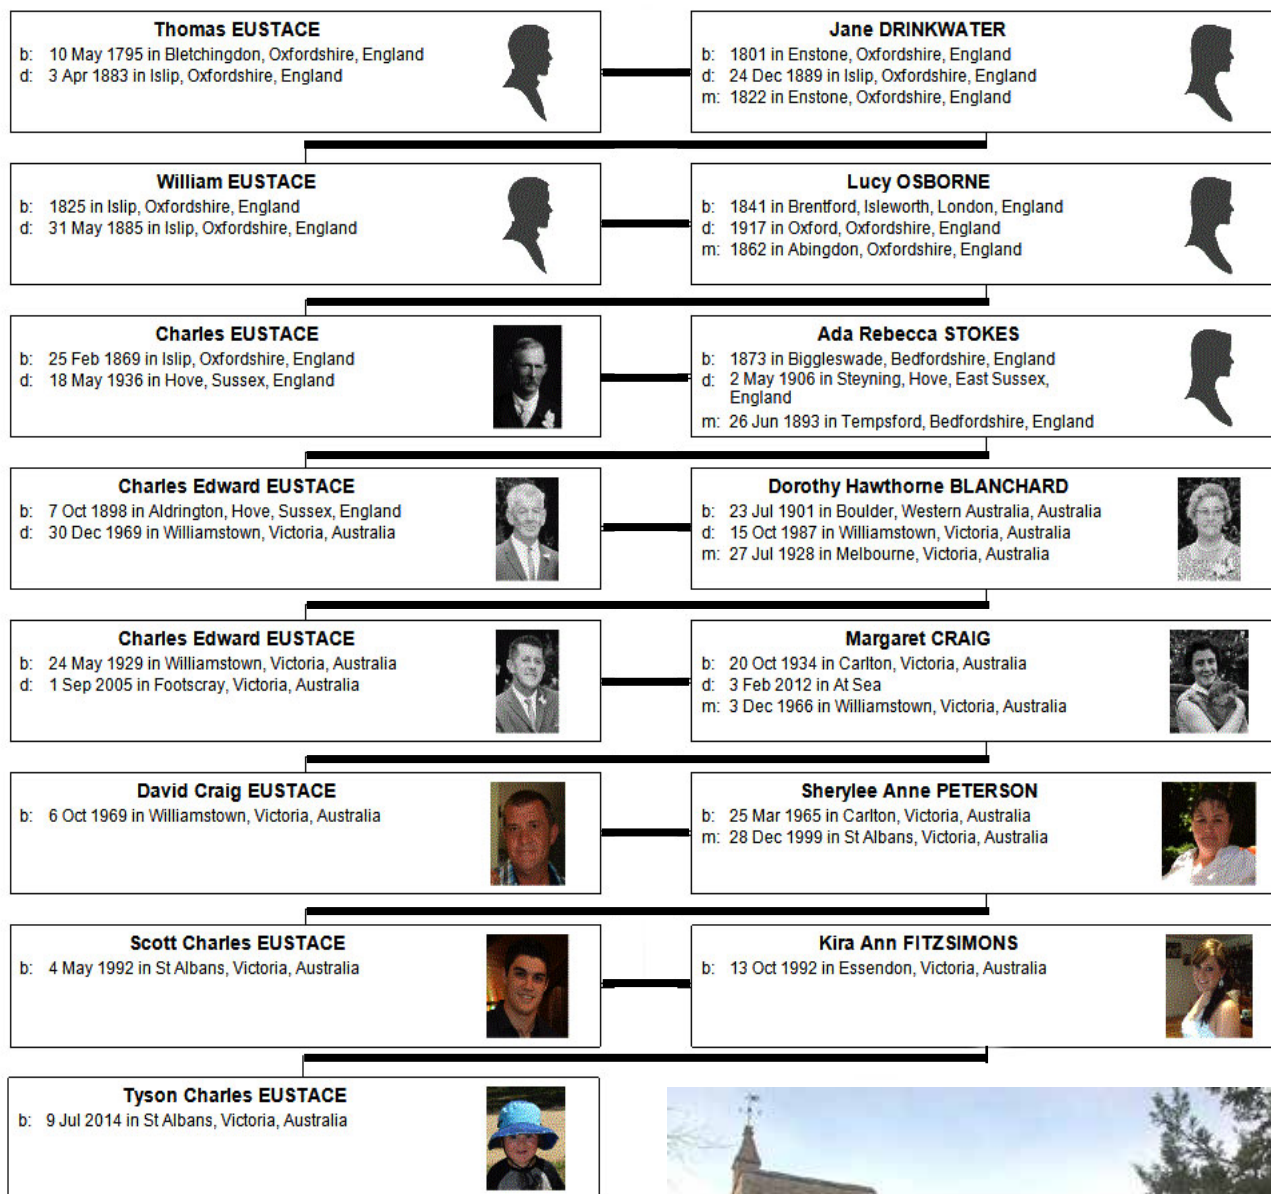 Thomas EUSTACE
b: 10 May 1795 in Bletchingdon, Oxfordshire, England
d: 3 Apr 1883 in Islip, Oxfordshire, England
Jane DRINKWATER
b: 1801 in Enstone, Oxfordshire, England
d: 24 Dec 1889 in Islip, Oxfordshire, England
m: 1822 in Enstone, Oxfordshire, England
William EUSTACE
b: 1825 in Islip, Oxfordshire, England
d: 31 May 1885 in Islip, Oxfordshire, England
Lucy OSBORNE
b: 1841 in Brentford, Isleworth, London, England
d: 1917 in Oxford, Oxfordshire, England
m: 1862 in Abingdon, Oxfordshire, England
Charles EUSTACE
b: 25 Feb 1869 in Islip, Oxfordshire, England
d: 18 May 1936 in Hove, Sussex, England
Ada Rebecca STOKES
b: 1873 in Biggleswade, Bedfordshire, England
d: 2 May 1906 in Steyning, Hove, East Sussex,
England
m: 26 Jun 1893 in Tempsford, Bedfordshire, England
Charles Edward EUSTACE
b: 7 Oct 1898 in Aldrington, Hove, Sussex, England
d: 30 Dec 1969 in Williamstown, Victoria, Australia
Dorothy Hawthorne BLANCHARD
b: 23 Jul 1901 in Boulder, Western Australia, Australia
d: 15 Oct 1987 in Williamstown, Victoria, Australia
m: 27 Jul 1928 in Melbourne, Victoria, Australia
Charles Edward EUSTACE
b: 24 May 1929 in Williamstown, Victoria, Australia
d: 1 Sep 2005 in Footscray, Victoria, Australia
Margaret CRAIG
b: 20 Oct 1934 in Carlton, Victoria, Australia
d: 3 Feb 2012 in At Sea
m: 3 Dec 1966 in Williamstown, Victoria, Australia
David Craig EUSTACE
b: 6 Oct 1969 in Williamstown, Victoria, Australia
Sherylee Anne PETERSON
b: 25 Mar 1965 in Carlton, Victoria, Australia
m: 28 Dec 1999 in St Albans, Victoria, Australia
Scott Charles EUSTACE
b: 4 May 1992 in St Albans, Victoria, Australia
Kira Ann FITZSIMONS
b: 13 Oct 1992 in Essendon, Victoria, Australia
Tyson Charles EUSTACE
b: 9 Jul 2014 in St Albans, Victoria, Australia